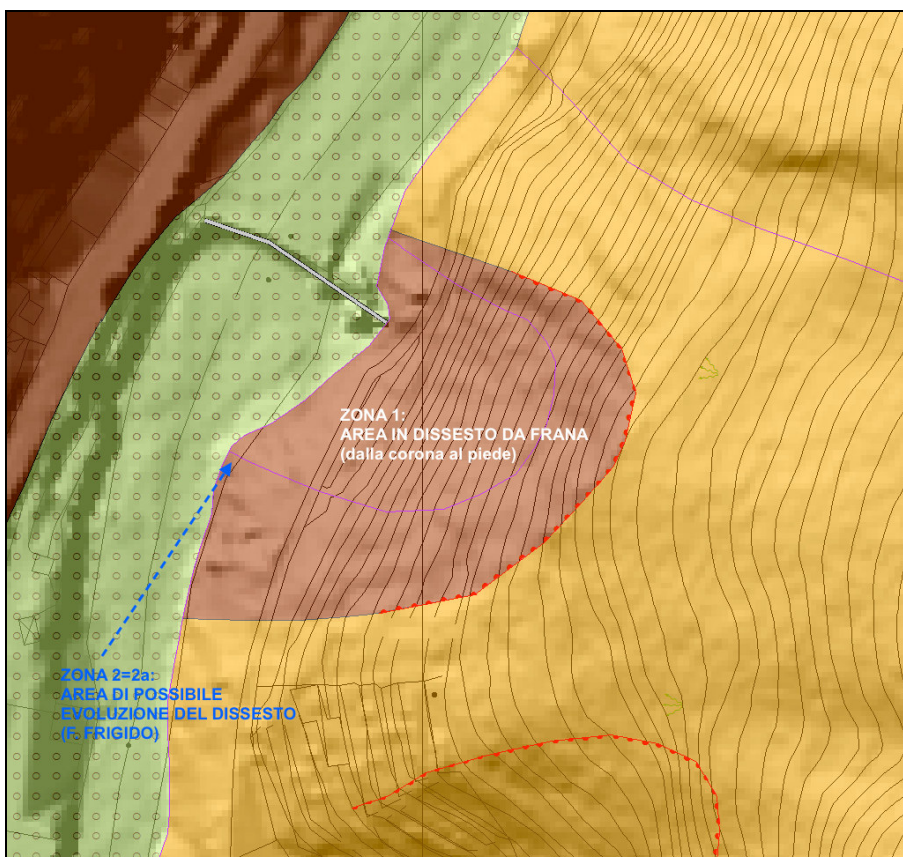 ZONA 1:
AREA IN DISSESTO DA FRANA
(dalla corona al piede)
ZONA 2=2a:
AREA DI POSSIBILE
EVOLUZIONE DEL DISSESTO
(F. FRIGIDO)